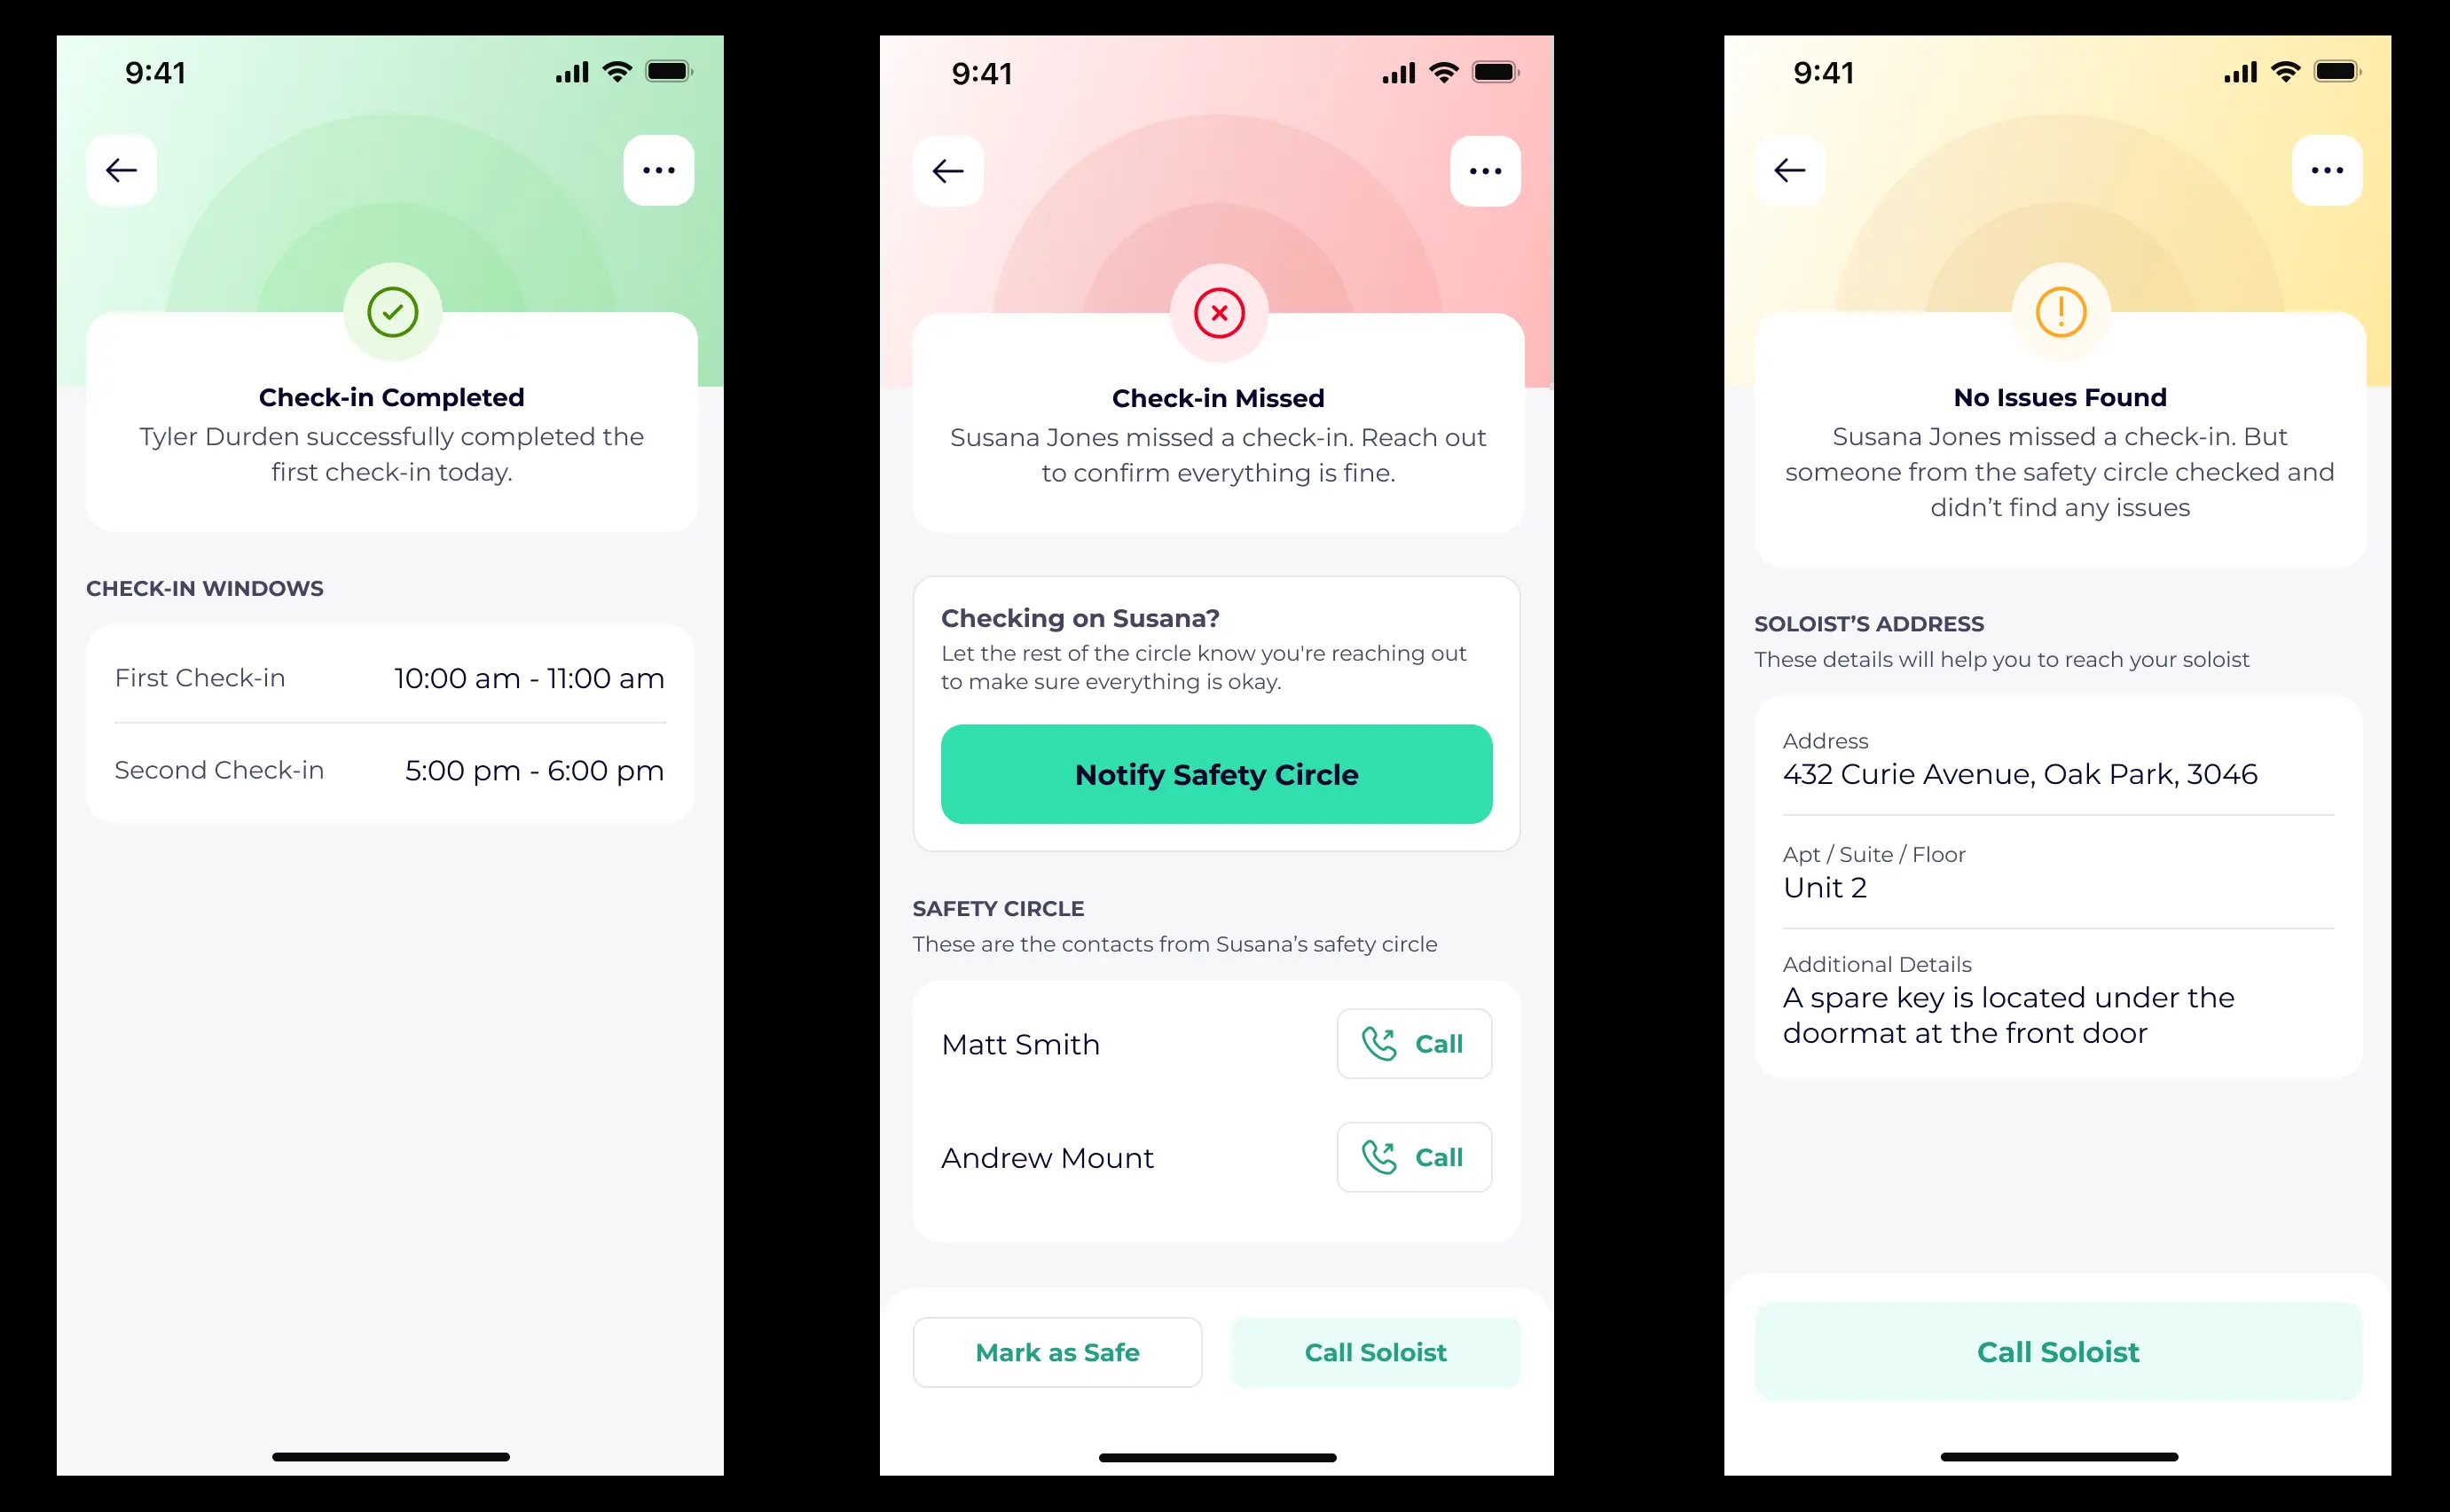 9:41
Check-in Completed
Tyler Durden successfully completed the
first check-in today.
CHECK-IN WINDOWS
First Check-in 10:00 am - 11:00 am
Second Check-in 5:00 pm - 6:00 pm
9:41
Check-in Missed
Susana Jones missed a check-in. Reach out
to confirm everything is fine.
Checking on Susana?
Let the rest of the circle know you're reaching out
to make sure everything is okay.
Notify Safety Circle
SAFETY CIRCLE
These are the contacts from Susana’s safety circle
Matt Smith Call
Andrew Mount Call
Mark as Safe Call Soloist
9:41
No Issues Found
Susana Jones missed a check-in. But
someone from the safety circle checked and
didn’t find any issues
SOLOIST’S ADDRESS
These details will help you to reach your soloist
Address
432 Curie Avenue, Oak Park, 3046
Apt / Suite / Floor
Unit 2
Additional Details
A spare key is located under the
doormat at the front door
Call Soloist